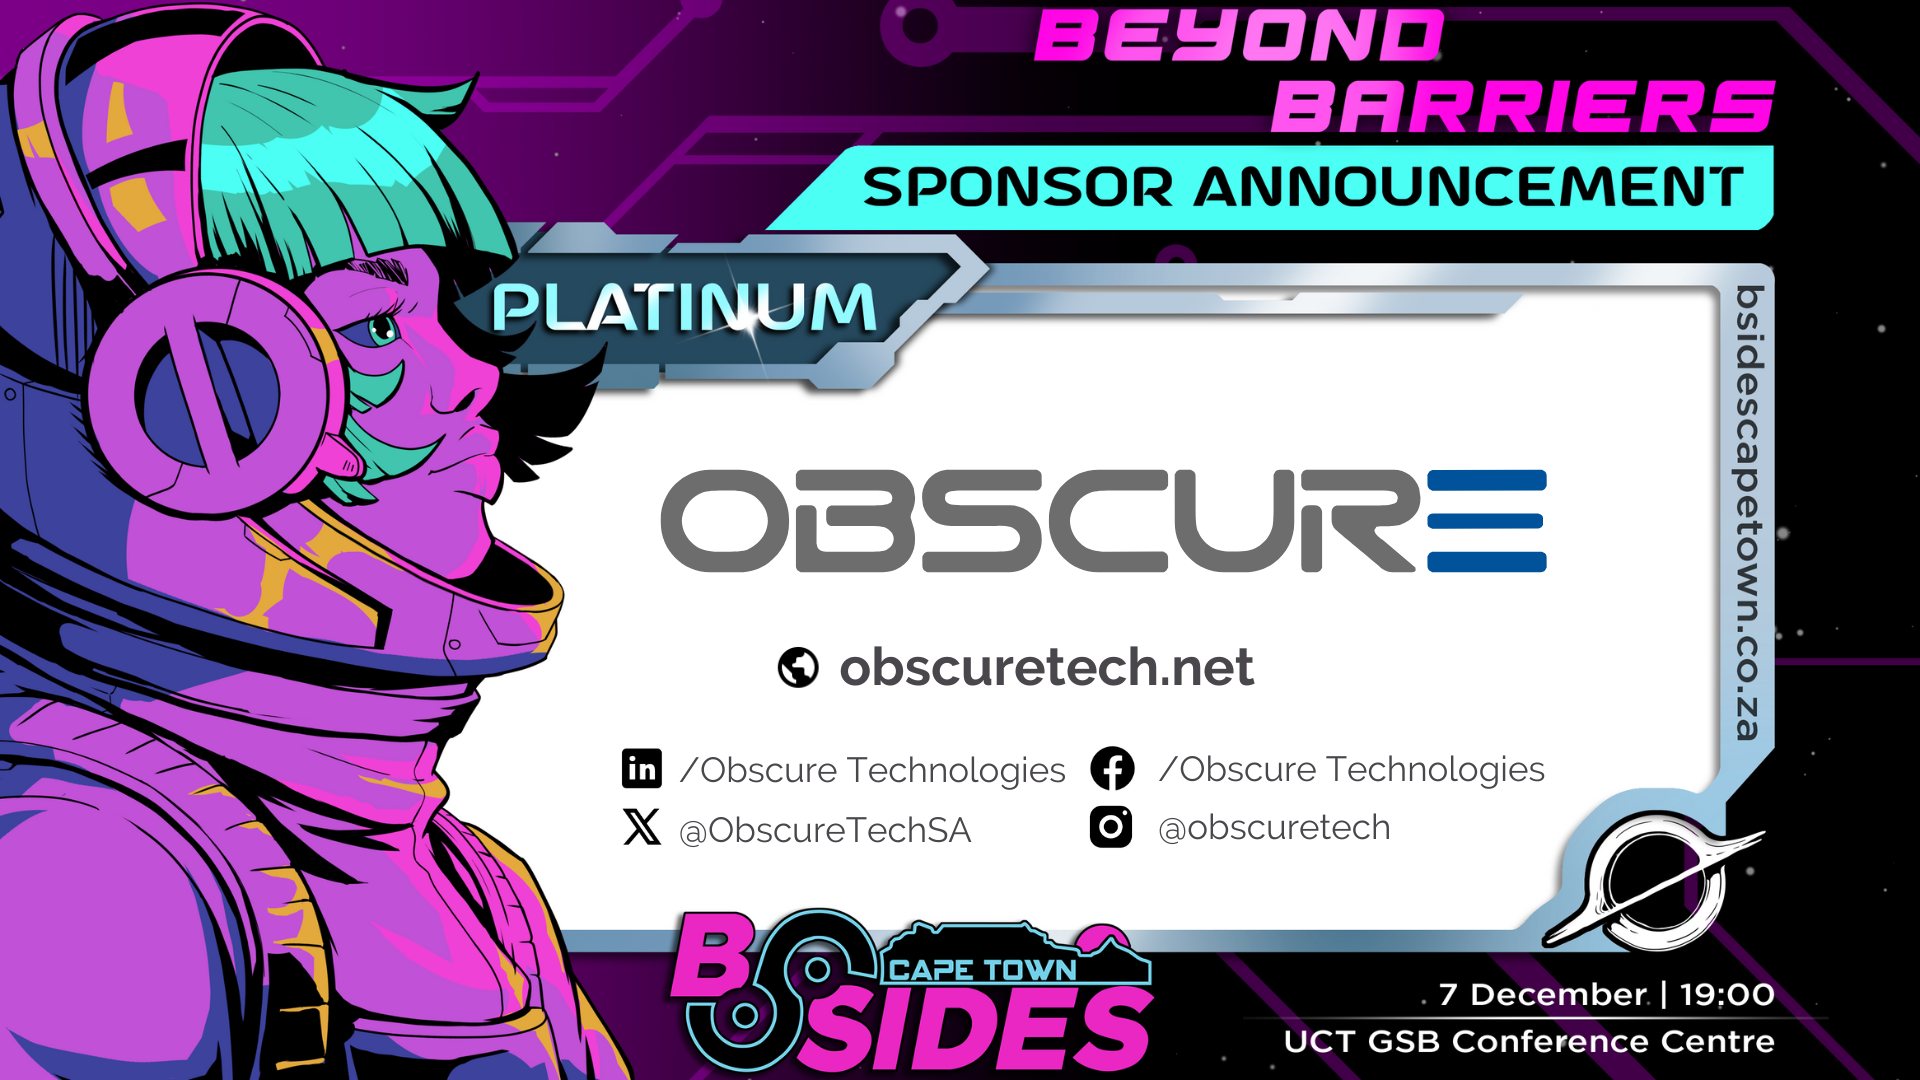 BEYOND
BARRIERS
SPONSOR ANNOUNCEMENT
PLATINUM
bsidescapetown.co.za
OBSCURE
obscuretech.net
/Obscure Technologies
/Obscure Technologies
@ObscureTechSA
@obscuretech
B
CAPE TOWN
SIDES
7 December | 19:00
UCT GSB Conference Centre